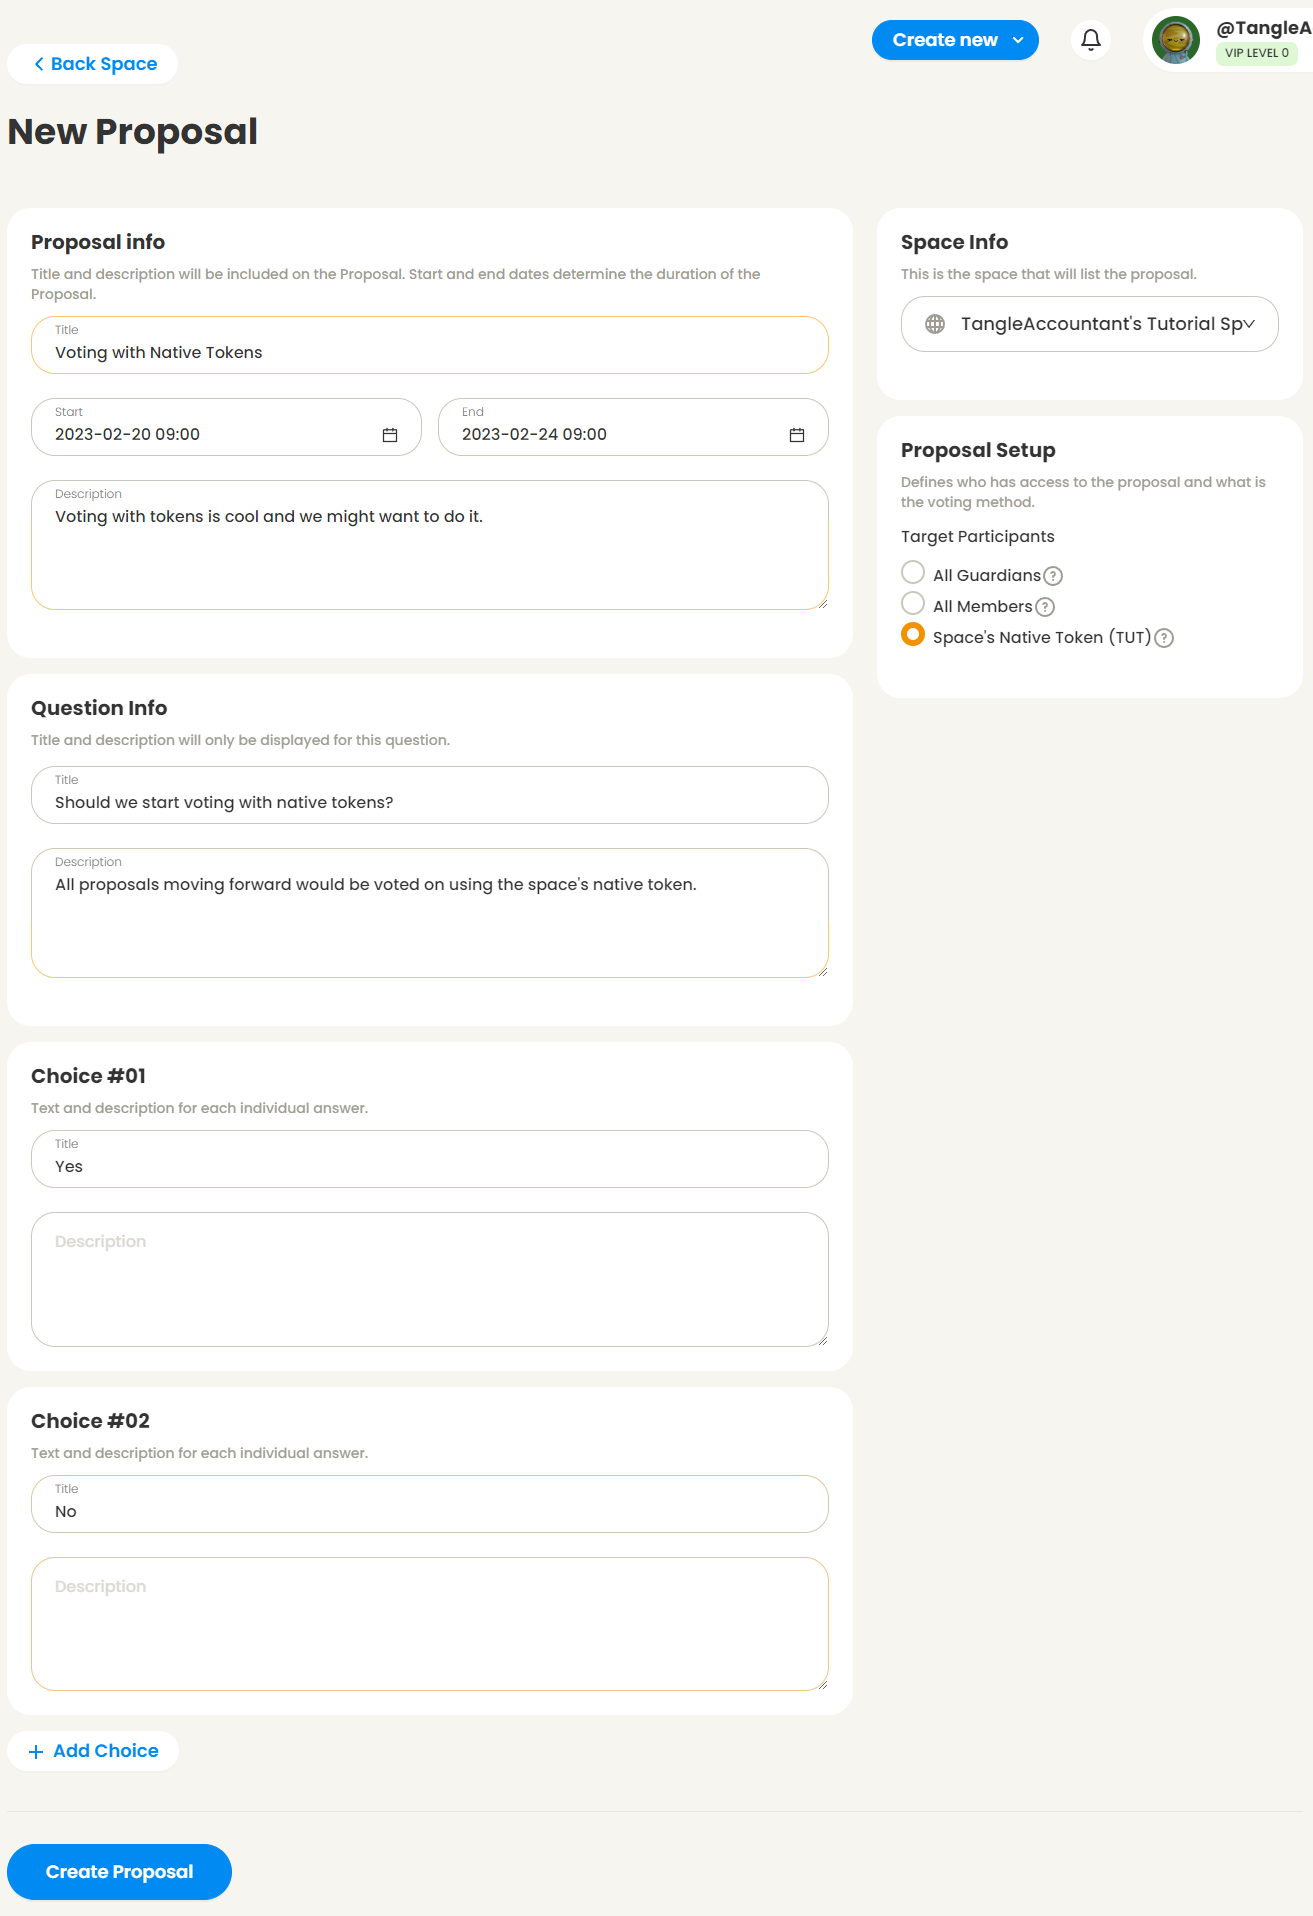 Back Space
Create new
@TangleA
VIP LEVEL 0
New Proposal
Proposal info
Title and description will be included on the Proposal. Start and end dates determine the duration of the
Proposal.
Title
Voting with Native Tokens
Start
2023-02-20 09:00
End
2023-02-24 09:00
Description
Voting with tokens is cool and we might want to do it.
Space Info
This is the space that will list the proposal.
TangleAccountant's Tutorial Sp
Proposal Setup
Defines who has access to the proposal and what is
the voting method.
Target Participants
All Guardians ?
All Members ?
Space's Native Token (TUT) ?
Question Info
Title and description will only be displayed for this question.
Title
Should we start voting with native tokens?
Description
All proposals moving forward would be voted on using the space's native token.
Choice #01
Text and description for each individual answer.
Title
Yes
Description
Choice #02
Text and description for each individual answer.
Title
No
Description
+ Add Choice
Create Proposal